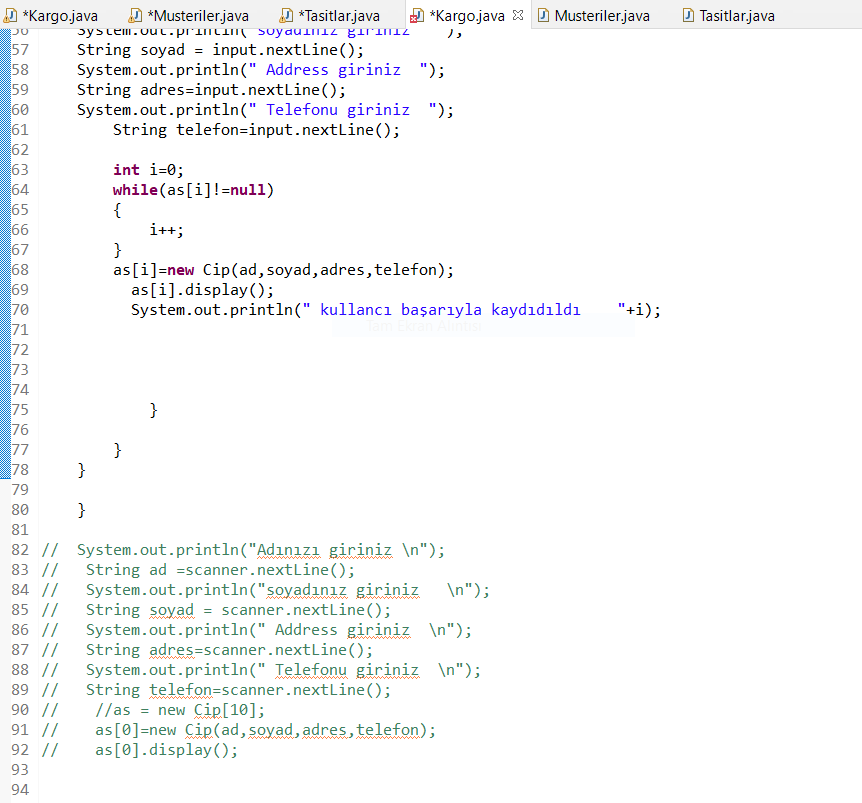 *Kargo.java *Musteriler.java *Tasitlar.java *Kargo.java Musteriler.java Tasitlar.java
56 System.out.println("soyadınız giriniz ");
57 String soyad = input.nextLine();
58 System.out.println(" Address giriniz ");
59 String adres=input.nextLine();
60 System.out.println(" Telefonu giriniz ");
61 String telefon=input.nextLine();
62
63 int i=0;
64 while(as[i]!=null)
65 {
66 i++;
67 }
68 as[i]=new Cip(ad,soyad,adres,telefon);
69 as[i].display();
70 System.out.println(" kullancı başarıyla kaydıdıldı "+i);
Tam Ekran Alıntısı
71
72
73
74
75 }
76
77 }
78 }
79
80 }
81
82 // System.out.println("Adınızı giriniz \n");
83 // String ad =scanner.nextLine();
84 // System.out.println("soyadınız giriniz \n");
85 // String soyad = scanner.nextLine();
86 // System.out.println(" Address giriniz \n");
87 // String adres=scanner.nextLine();
88 // System.out.println(" Telefonu giriniz \n");
89 // String telefon=scanner.nextLine();
90 // //as = new Cip[10];
91 // as[0]=new Cip(ad,soyad,adres,telefon);
92 // as[0].display();
93
94